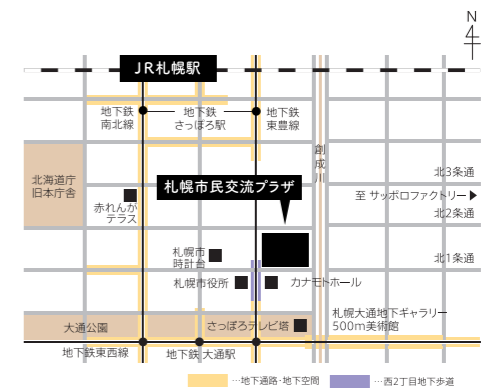 N
JR札幌駅
地下鉄
南北線
地下鉄
さっぽろ駅
地下鉄
東豊線
創成川
北海道庁
旧本庁舎
赤れんが
テラス
札幌市民交流プラザ
北3条通
至 サッポロファクトリー▶
北2条通
北1条通
札幌市
時計台
札幌市役所
カナモトホール
大通公園
さっぽろテレビ塔
札幌大通地下ギャラリー
500m美術館
地下鉄東西線
地下鉄 大通駅
…地下通路・地下空間
…西2丁目地下歩道